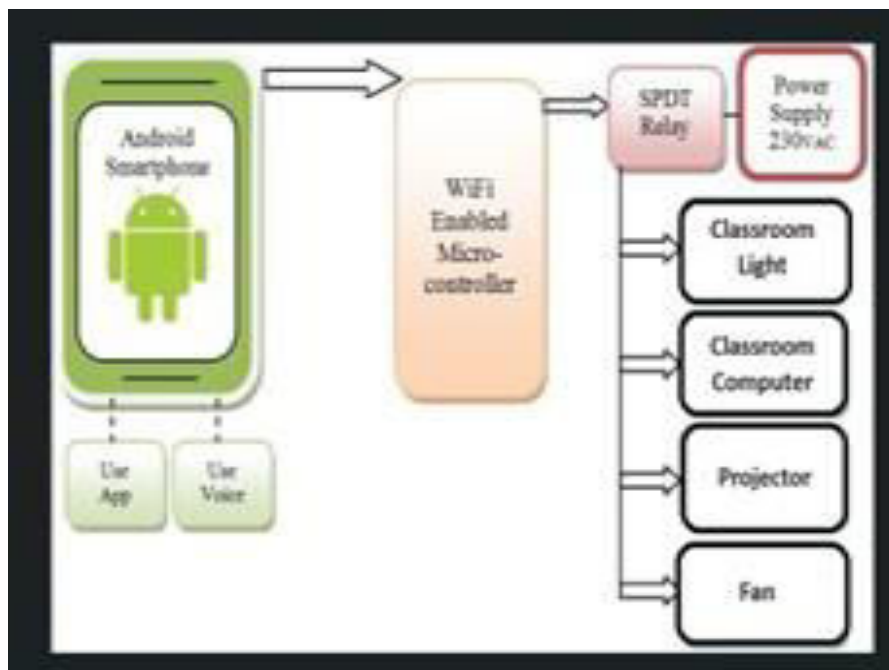 Android
Smartphone
Use
App
Use
Voice
WiFi
Enabled
Micro-
controller
SPDT
Relay
Power
Supply
230VAC
Classroom
Light
Classroom
Computer
Projector
Fan